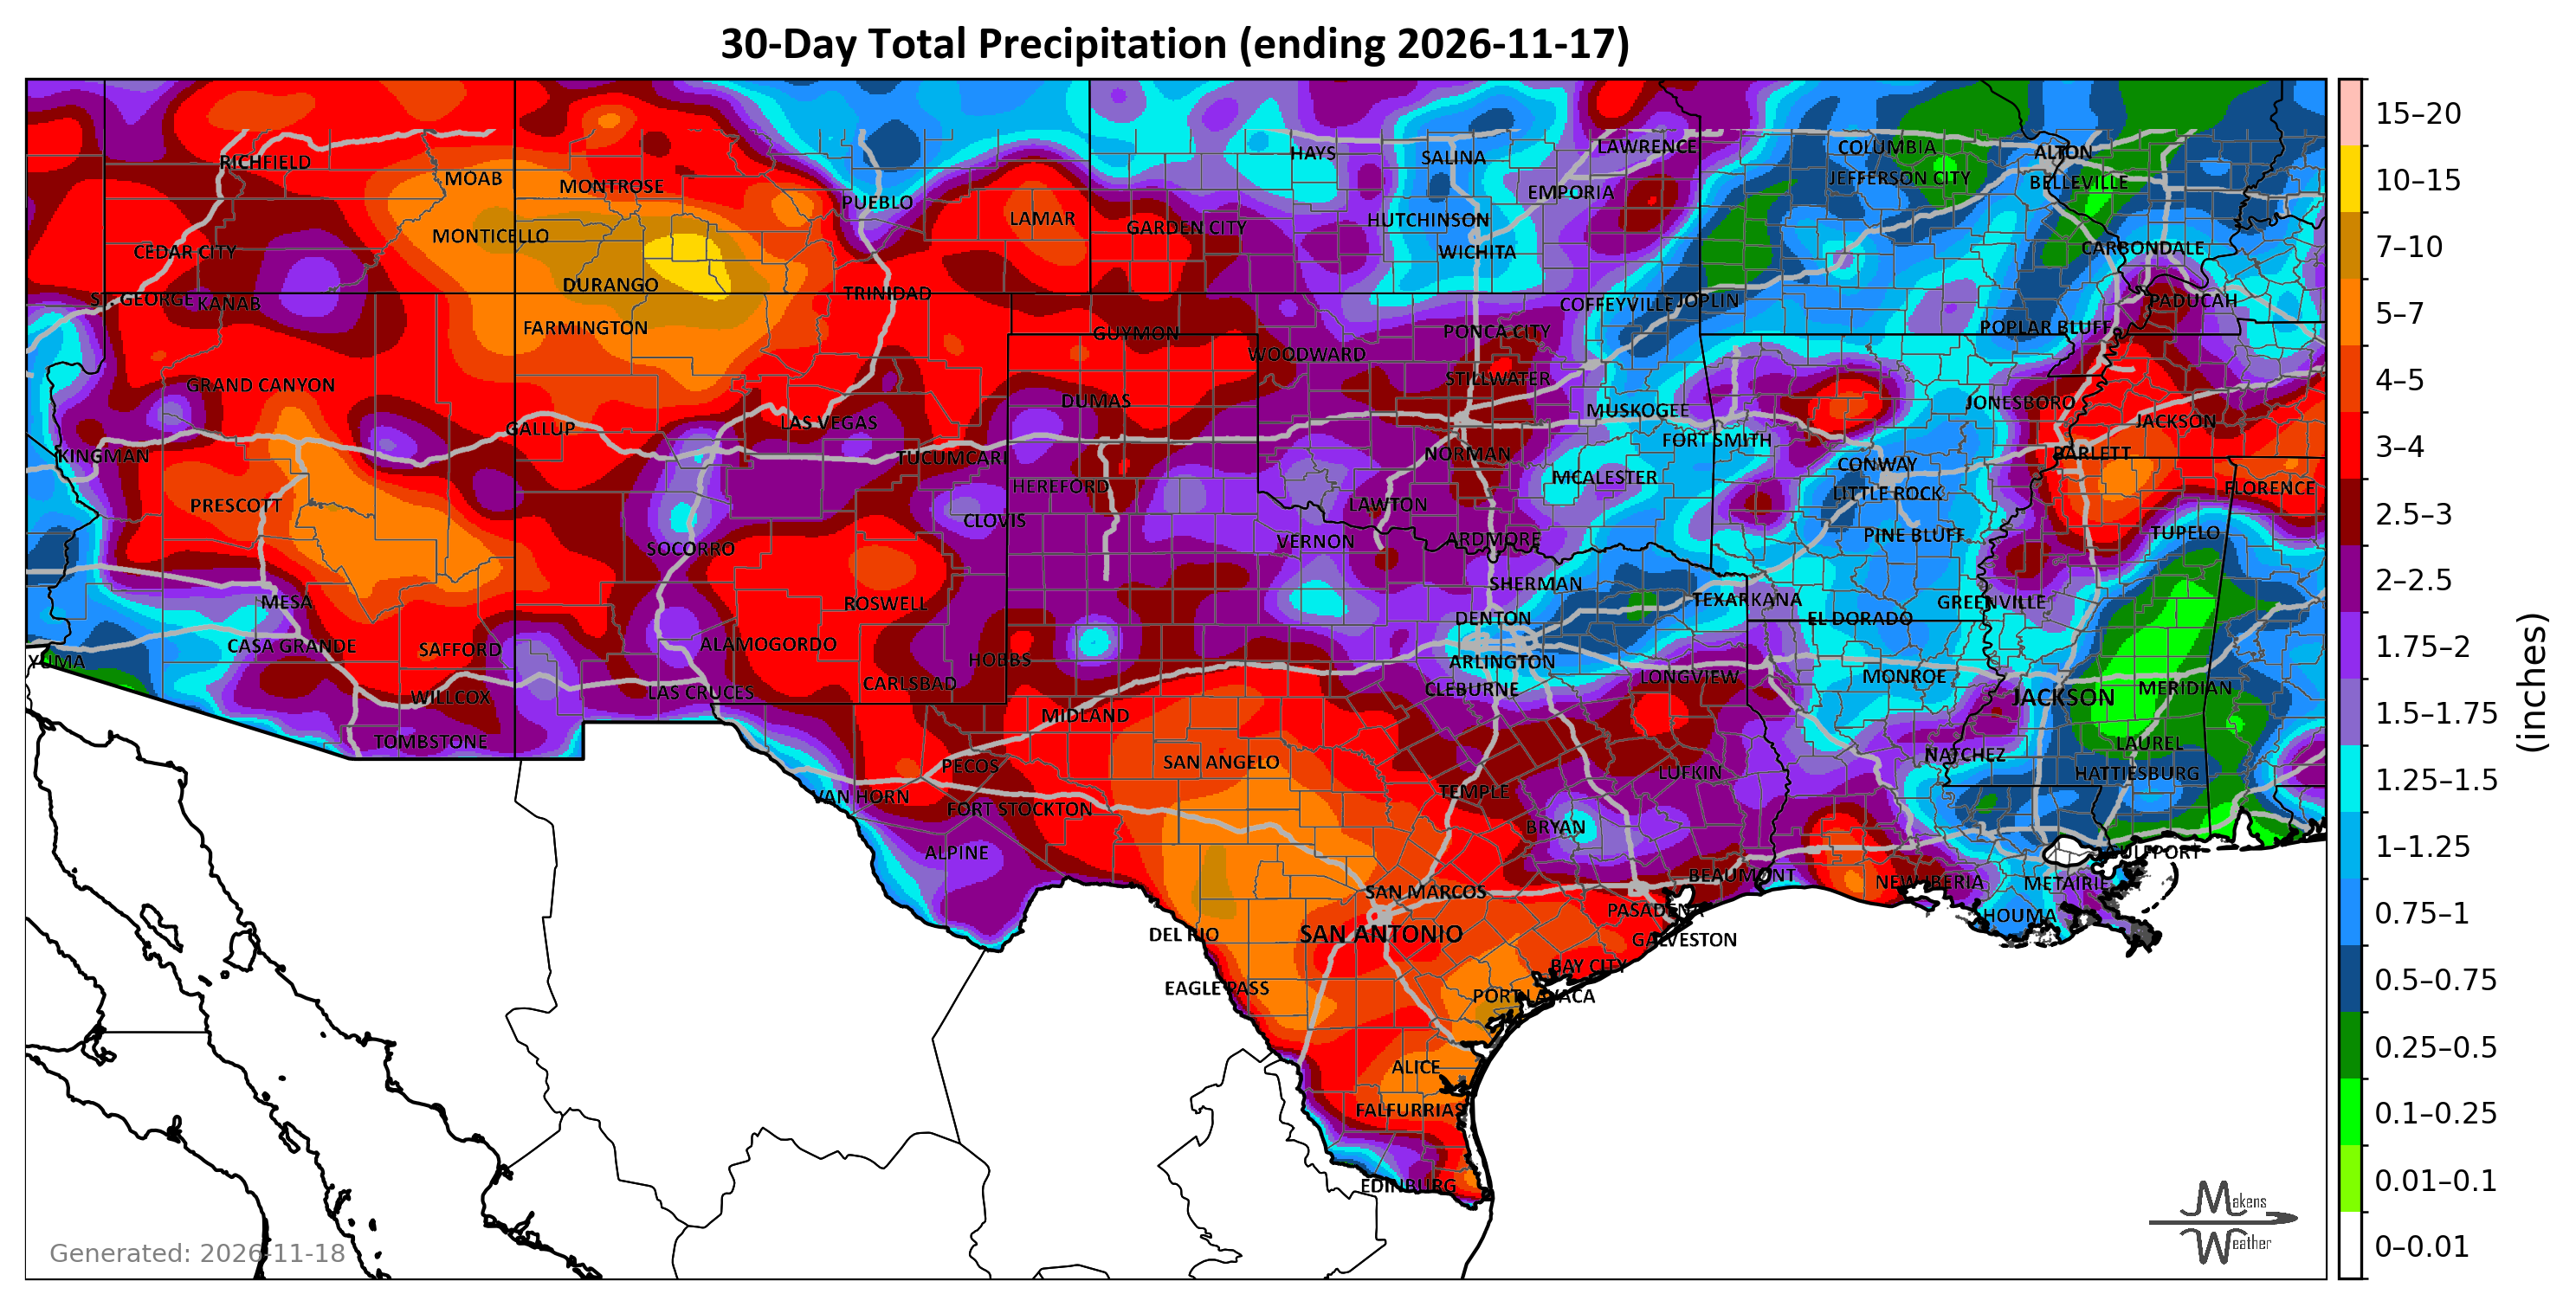 30-Day Total Precipitation (ending 2026-11-17)
RICHFIELD
MOAB
MONTROSE
PUEBLO
LAMAR
GARDEN CITY
HAYS
SALINA
LAWRENCE
EMPORIA
HUTCHINSON
WICHITA
COLUMBIA
JEFFERSON CITY
ALTON
BELLEVILLE
CARBONDALE
CEDAR CITY
MONTICELLO
DURANGO
TRINIDAD
COFFEYVILLE
JOPLIN
PADUCAH
ST. GEORGE
KANAB
FARMINGTON
GUYMON
PONCA CITY
POPLAR BLUFF
WOODWARD
STILLWATER
GRAND CANYON
DUMAS
MUSKOGEE
JONESBORO
JACKSON
GALLUP
LAS VEGAS
FORT SMITH
KINGMAN
TUCUMCARI
NORMAN
CONWAY
BARLETT
HEREFORD
MCALESTER
LITTLE ROCK
FLORENCE
PRESCOTT
CLOVIS
LAWTON
PINE BLUFF
TUPELO
SOCORRO
VERNON
ARDMORE
SHERMAN
MESA
ROSWELL
TEXARKANA
GREENVILLE
DENTON
EL DORADO
CASA GRANDE
SAFFORD
ALAMOGORDO
HOBBS
ARLINGTON
YUMA
WILLCOX
LAS CRUCES
CARLSBAD
CLEBURNE
LONGVIEW
MONROE
JACKSON
MERIDIAN
TOMBSTONE
MIDLAND
LAUREL
PECOS
SAN ANGELO
NATCHEZ
HATTIESBURG
VAN HORN
FORT STOCKTON
TEMPLE
LUFKIN
ALPINE
BRYAN
GULFPORT
SAN MARCOS
BEAUMONT
NEW IBERIA
METAIRIE
PASADENA
HOUMA
DEL RIO
SAN ANTONIO
GALVESTON
BAY CITY
EAGLE PASS
PORT LAVACA
ALICE
FALFURRIAS
EDINBURG
Generated: 2026-11-18
Makens
Weather
15–20
10–15
7–10
5–7
4–5
3–4
2.5–3
2–2.5
1.75–2
1.5–1.75
1.25–1.5
1–1.25
0.75–1
0.5–0.75
0.25–0.5
0.1–0.25
0.01–0.1
0–0.01
(inches)